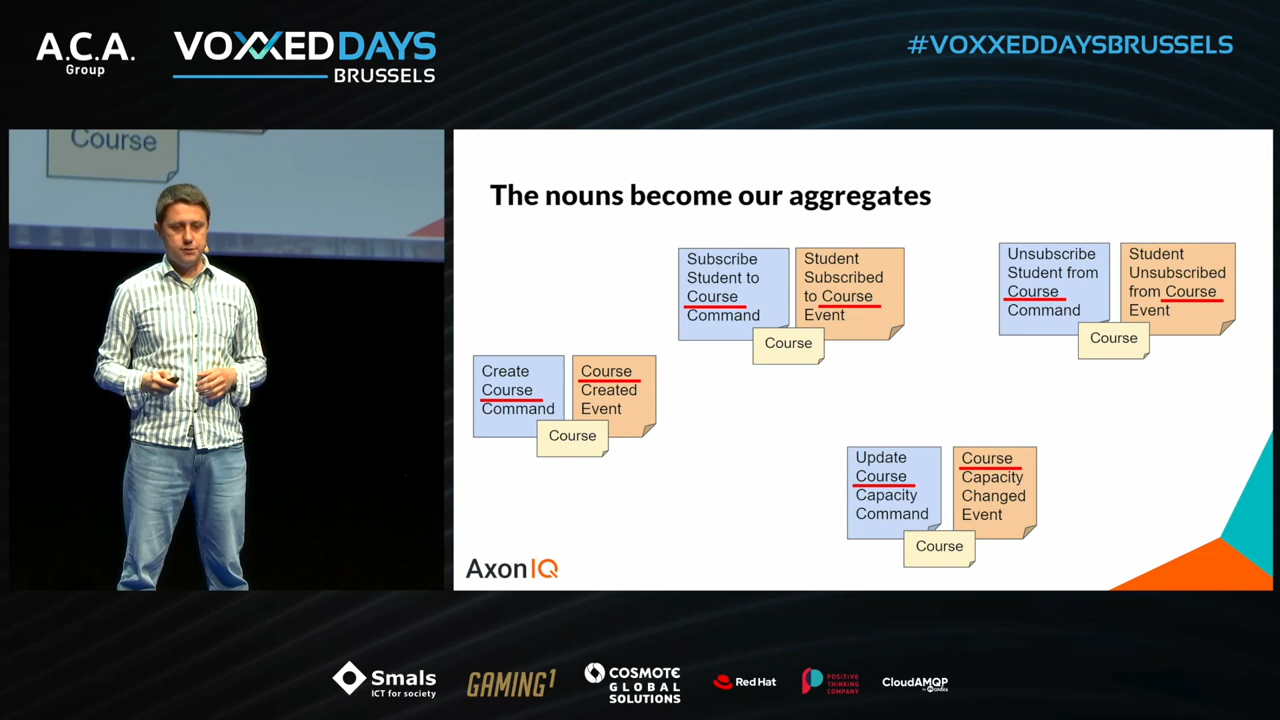 A.C.A.
Group
VOXXEDDAYS
BRUSSELS
#VOXXEDDAYSBRUSSELS
Course
The nouns become our aggregates
Subscribe
Student to
Course
Command
Student
Subscribed
to Course
Event
Course
Unsubscribe
Student from
Course
Command
Student
Unsubscribed
from Course
Event
Course
Create
Course
Command
Course
Created
Event
Course
Update
Course
Capacity
Command
Course
Capacity
Changed
Event
Course
AxonIQ
Smals
ICT for society
GAMING1
COSMOTE
GLOBAL
SOLUTIONS
Red Hat
POSITIVE
THINKING
COMPANY
CloudAMQP